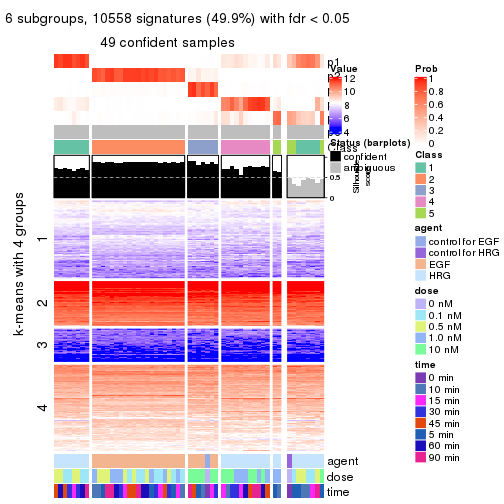 6 subgroups, 10558 signatures (49.9%) with fdr < 0.05
49 confident samples
p1
Class
0.5
0
Silhouette
score
k-means with 4 groups
1
2
3
4
agent
dose
time
Value
12
10
8
6
4
Status (barplots)
confident
ambiguous
Prob
1
0.8
0.6
0.4
0.2
0
Class
1
2
3
4
5
agent
control for EGF
control for HRG
EGF
HRG
dose
0 nM
0.1 nM
0.5 nM
1.0 nM
10 nM
time
0 min
10 min
15 min
30 min
45 min
5 min
60 min
90 min